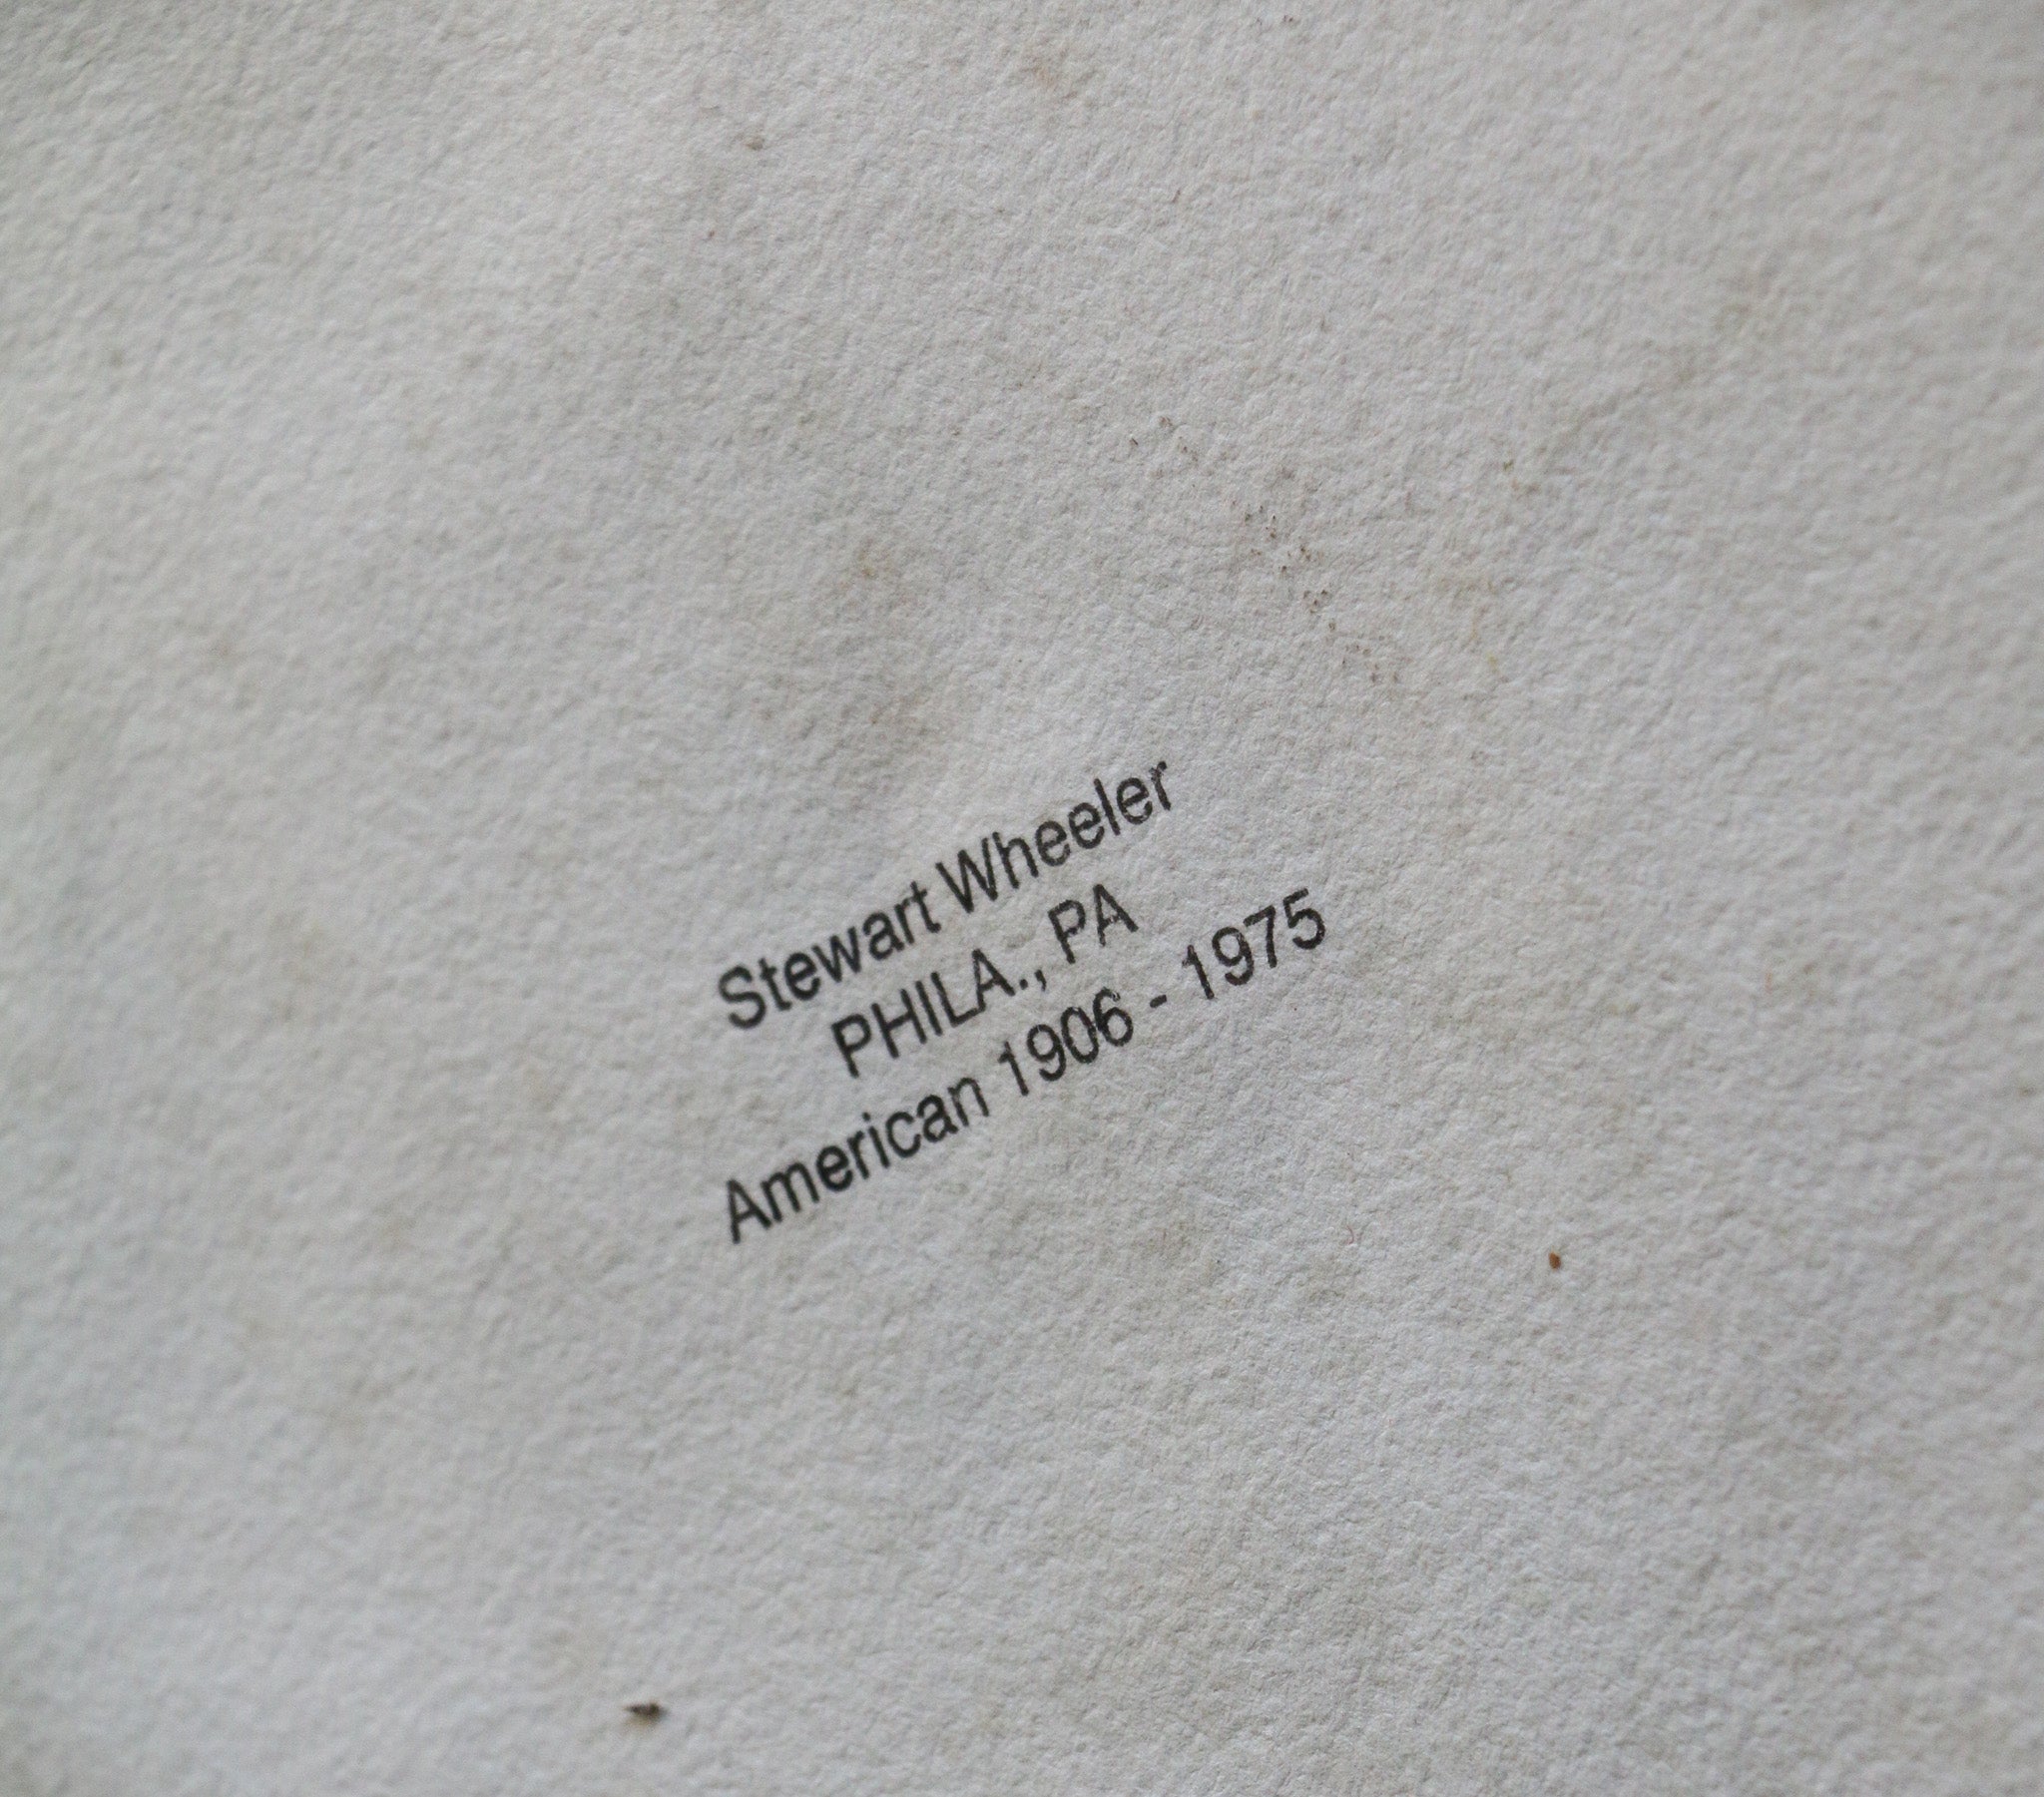 Stewart Wheeler
PHILA., PA
American 1906 - 1975